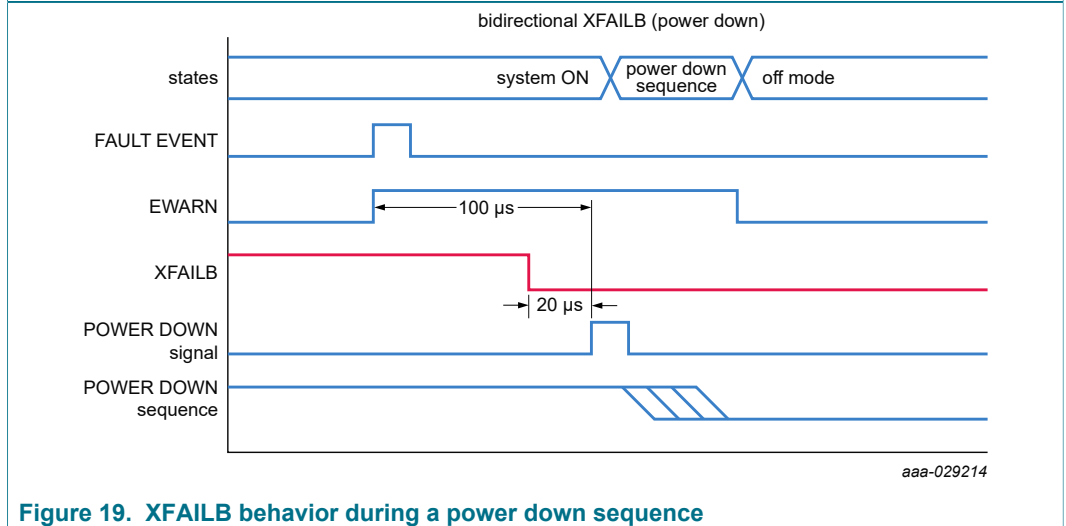 bidirectional XFAILB (power down)
states
system ON
power down
sequence
off mode
FAULT EVENT
EWARN
100 µs
XFAILB
20 µs
POWER DOWN
signal
POWER DOWN
sequence
aaa-029214
Figure 19. XFAILB behavior during a power down sequence